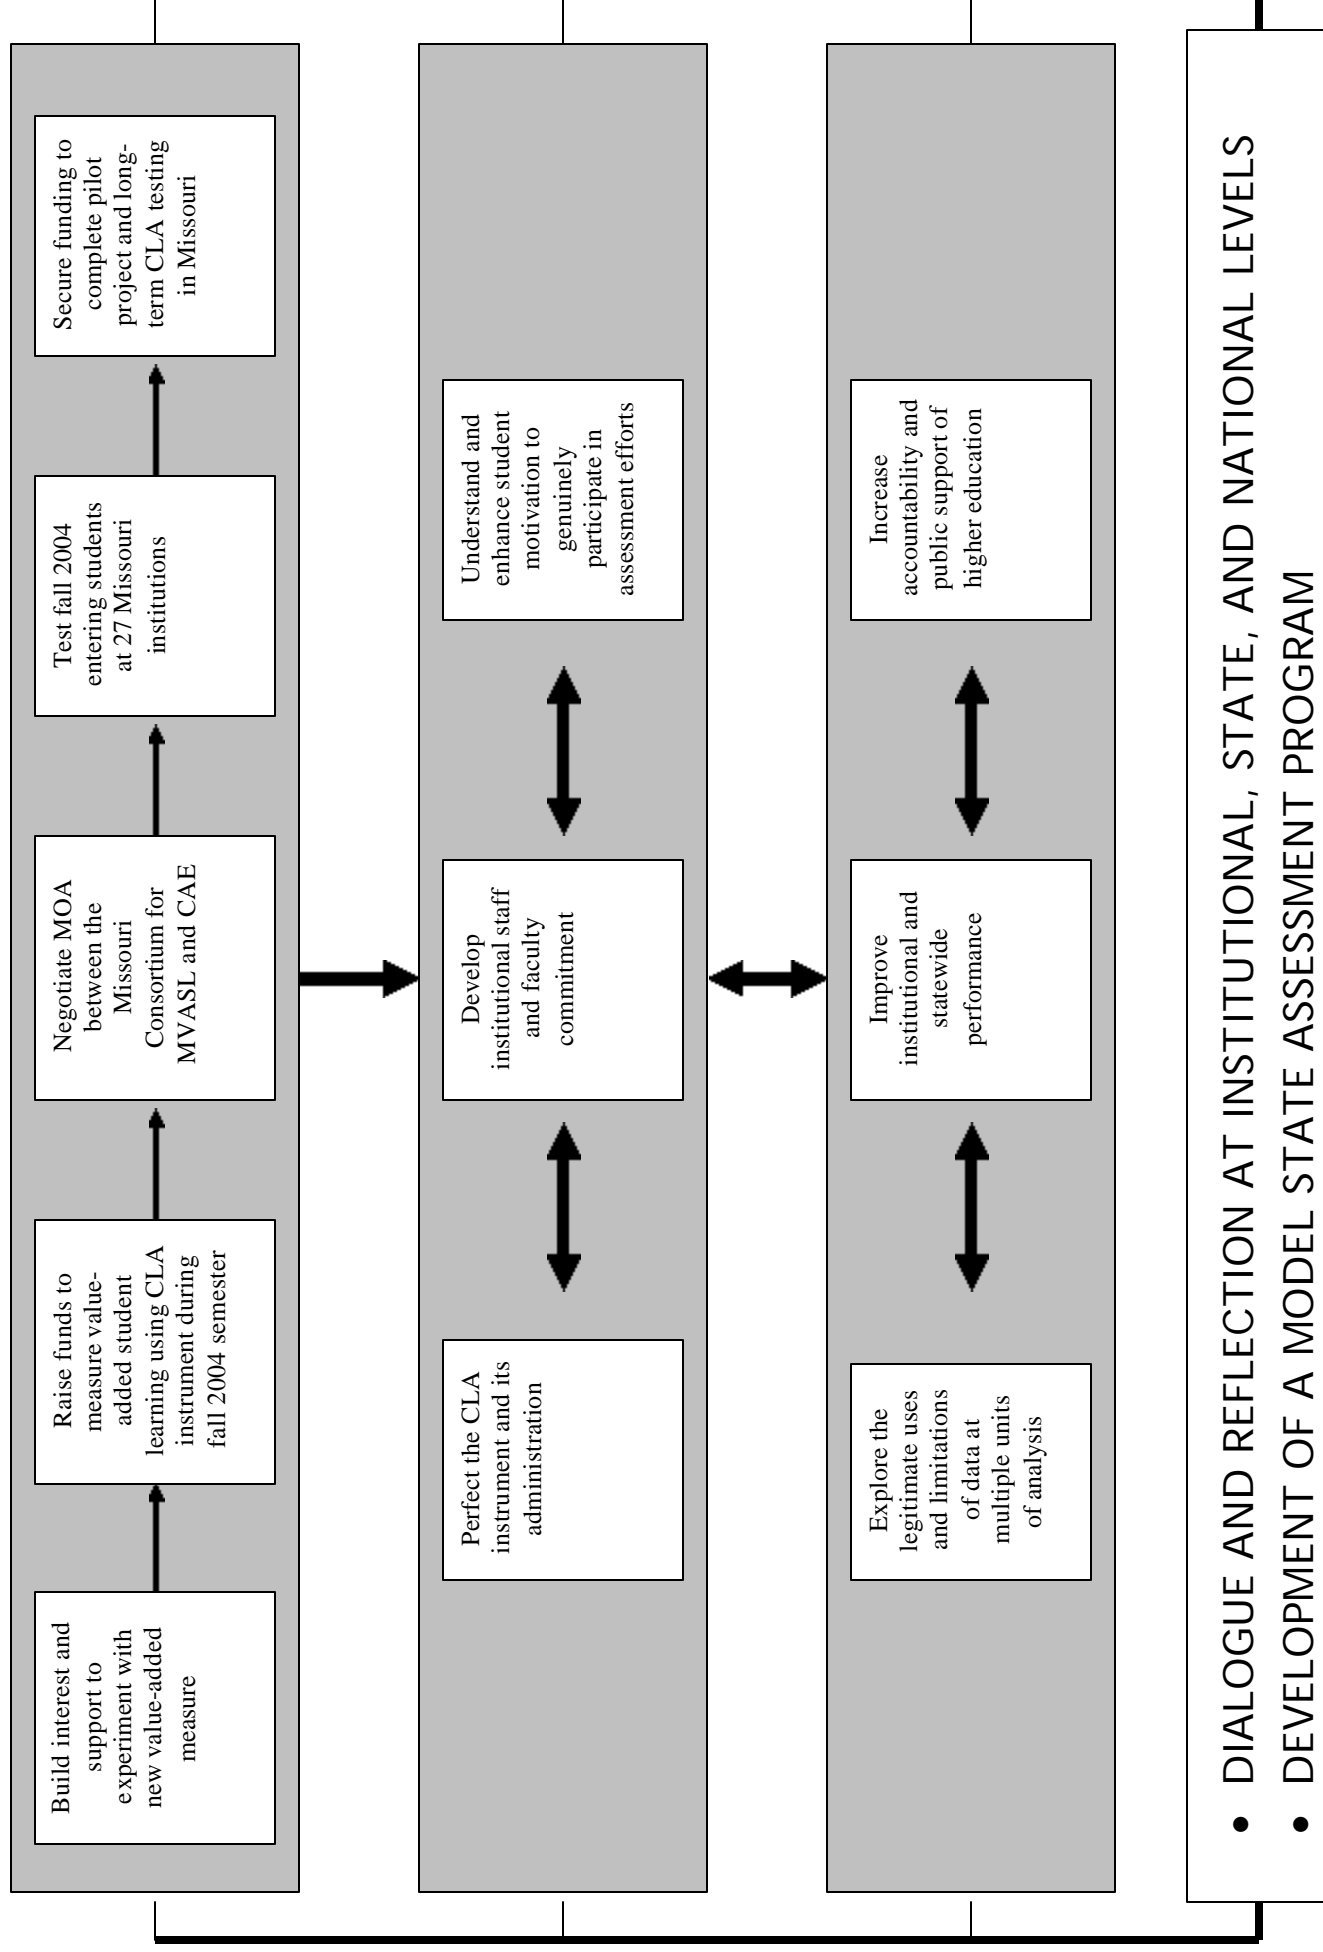 Build interest and
support to
experiment with
new value-added
measure
Raise funds to
measure value-
added student
learning using CLA
instrument during
fall 2004 semester
Negotiate MOA
between the
Missouri
Consortium for
MVASL and CAE
Test fall 2004
entering students
at 27 Missouri
institutions
Secure funding to
complete pilot
project and long-
term CLA testing
in Missouri
Perfect the CLA
instrument and its
administration
Develop
institutional staff
and faculty
commitment
Understand and
enhance student
motivation to
genuinely
participate in
assessment efforts
Explore the
legitimate uses
and limitations
of data at
multiple units
of analysis
Improve
institutional and
statewide
performance
Increase
accountability and
public support of
higher education
• DIALOGUE AND REFLECTION AT INSTITUTIONAL, STATE, AND NATIONAL LEVELS
• DEVELOPMENT OF A MODEL STATE ASSESSMENT PROGRAM